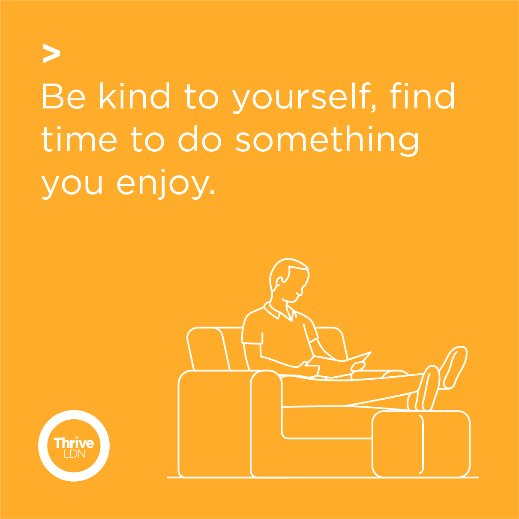 >
Be kind to yourself, find
time to do something
you enjoy.
Thrive
LDN